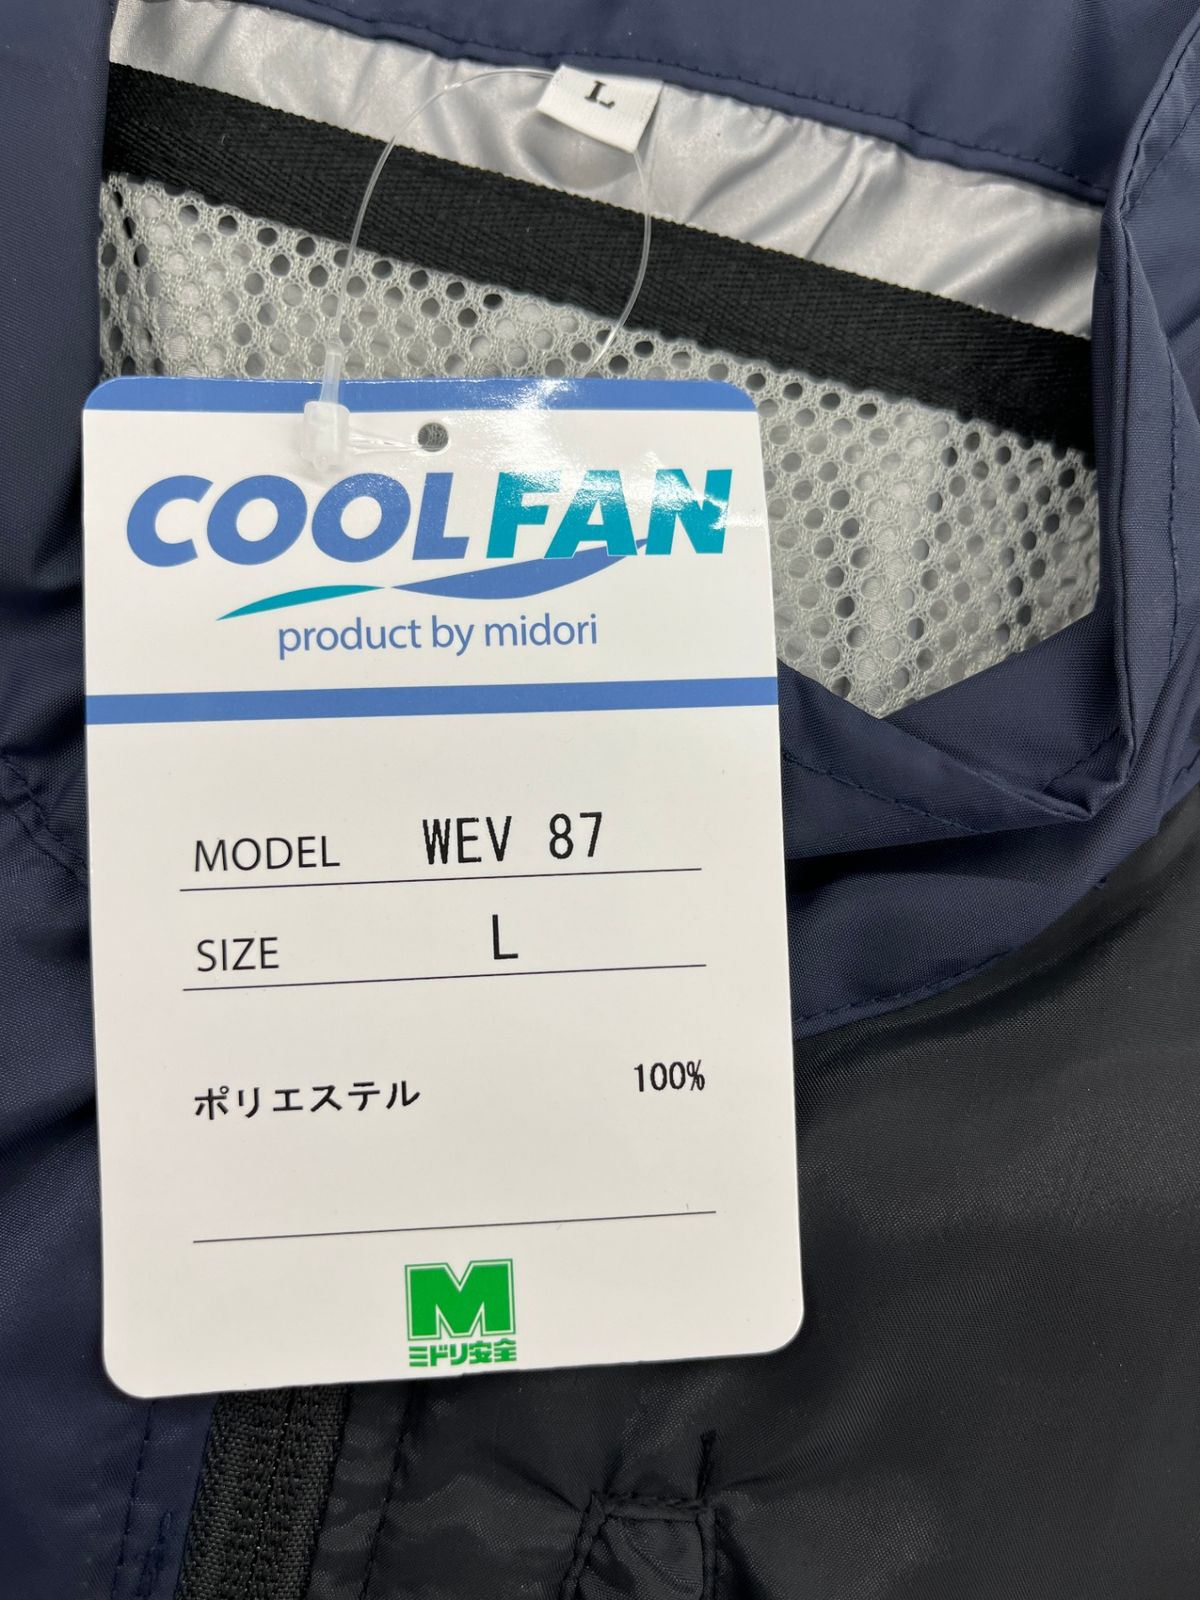 L
COOLFAN
product by midori
MODEL WEV 87
SIZE L
ポリエステル 100%
M
ミドリ安全